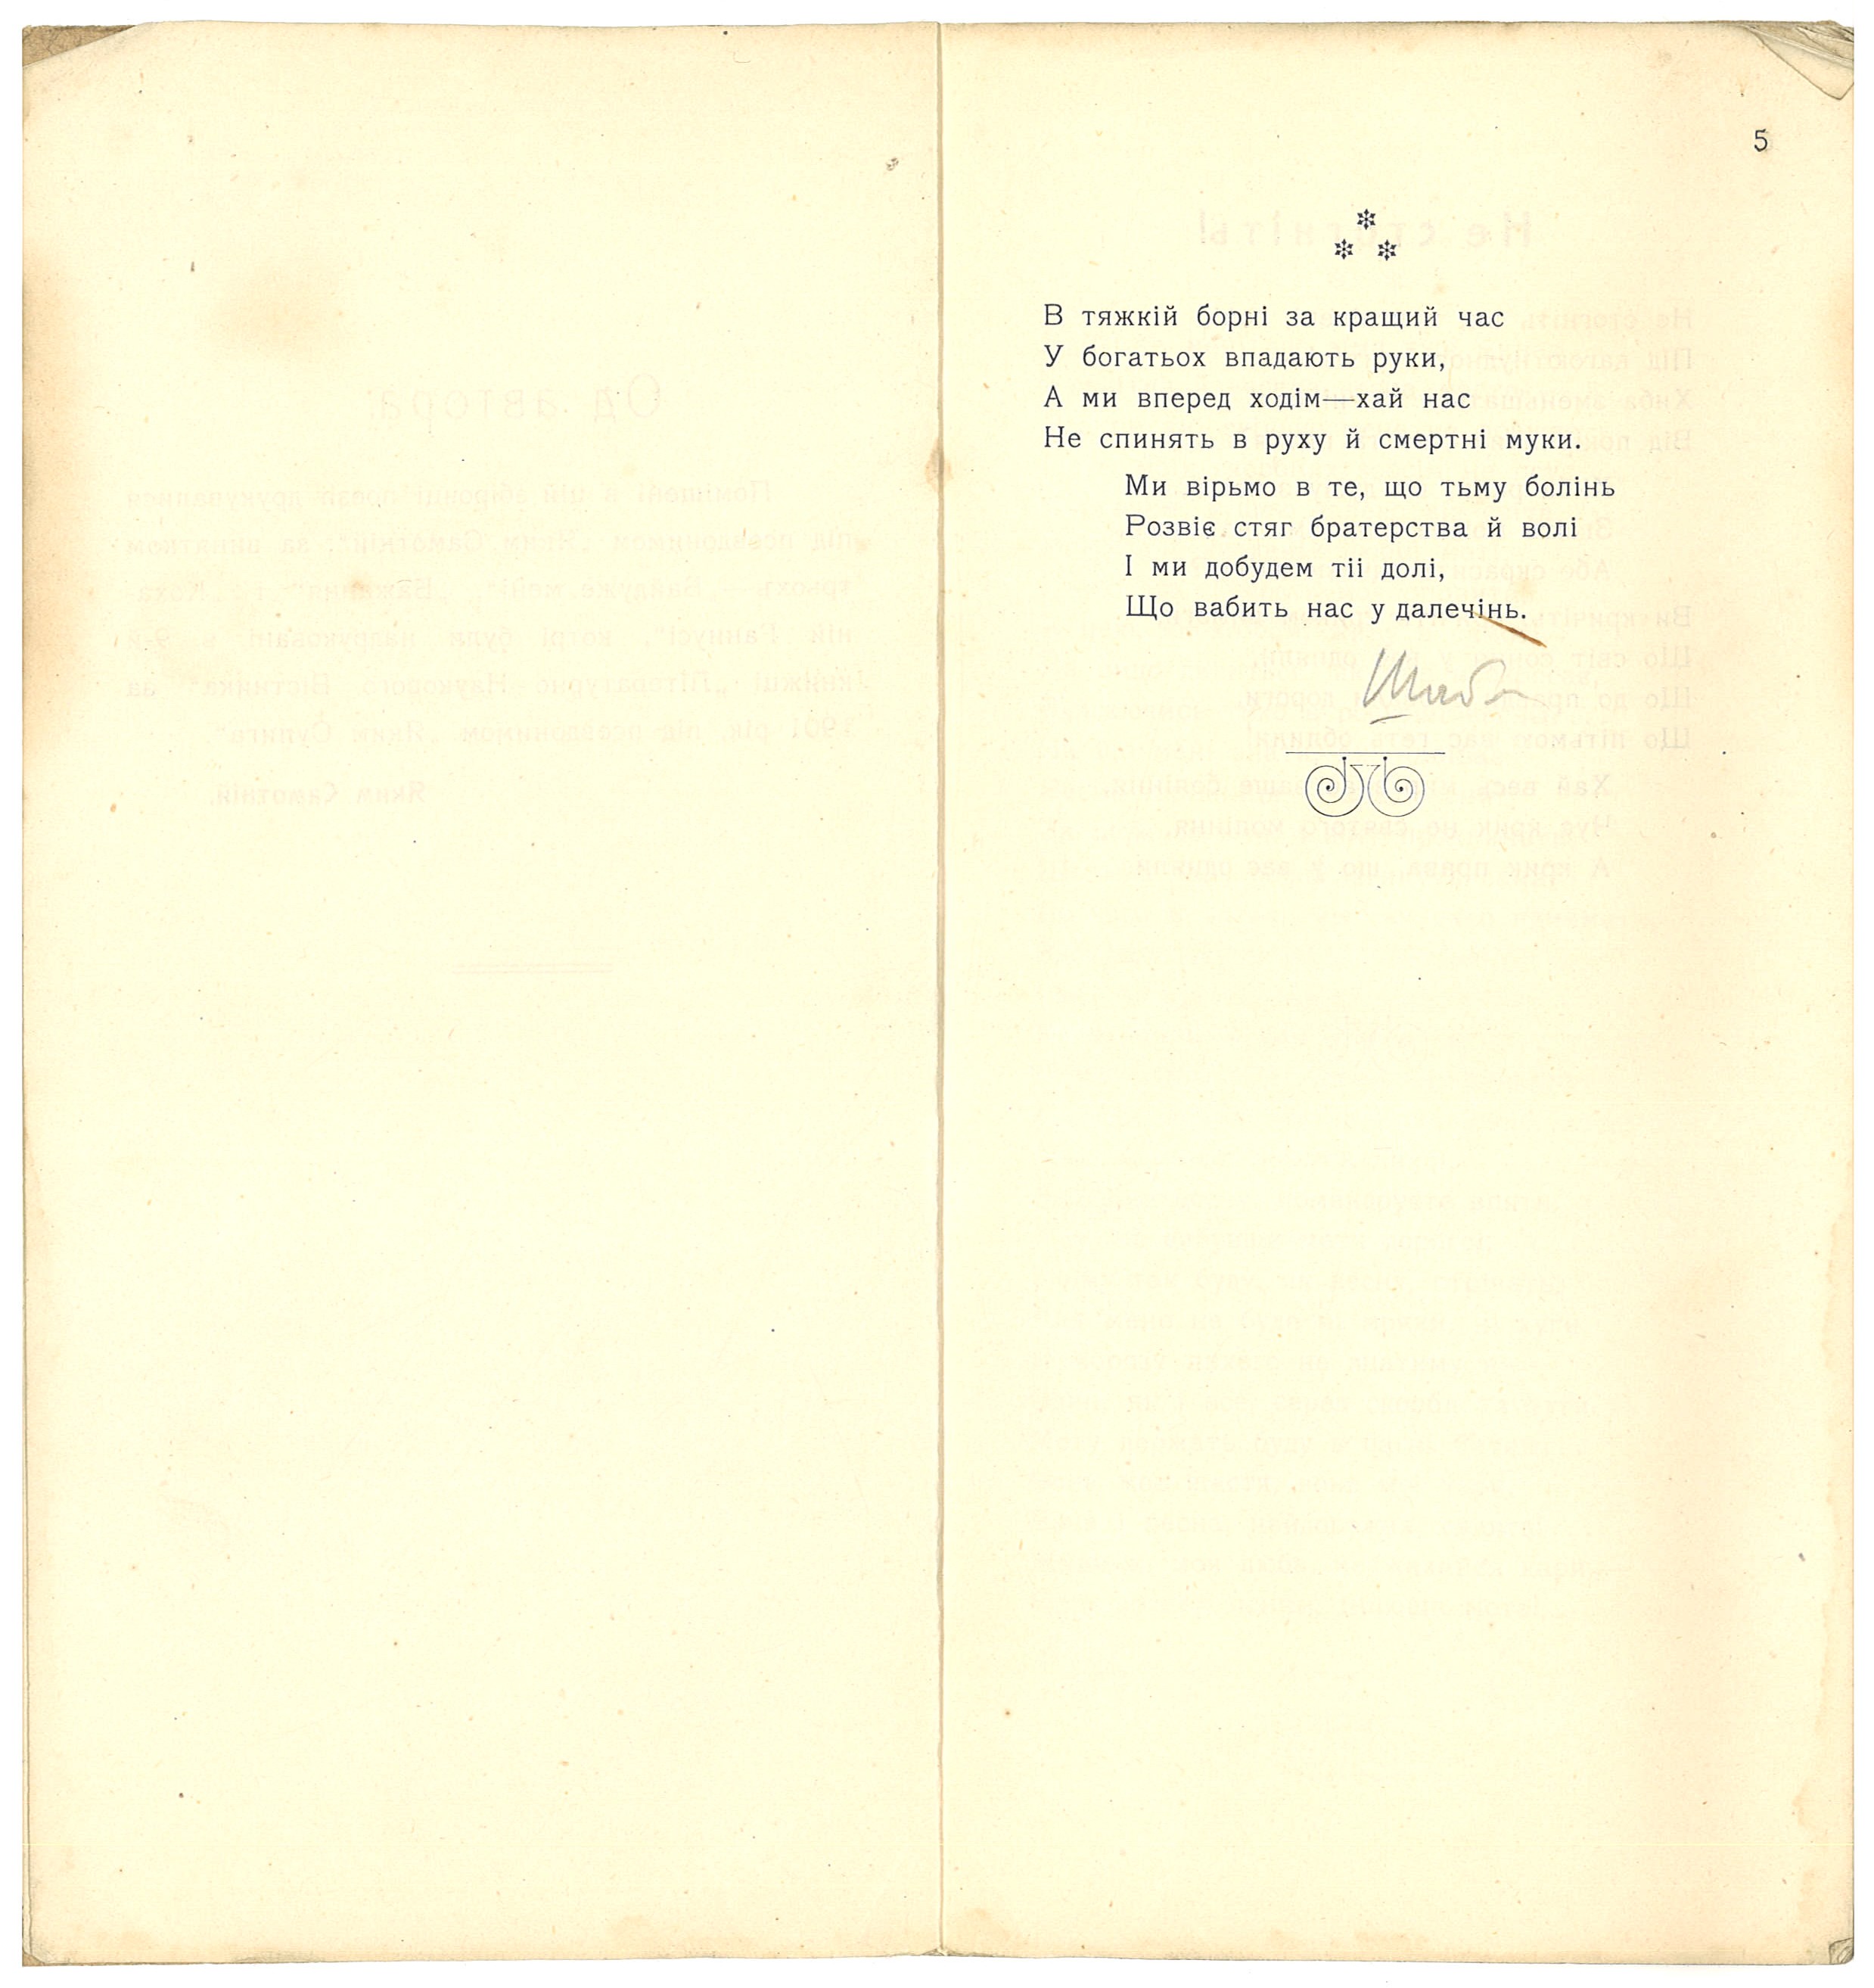 5
В тяжкій борні за кращий час
У богатьох впадають руки,
А ми вперед ходім—хай нас
Не спинять в руху й смертні муки.
Ми вірьмо в те, що тьму болінь
Розвіє стяг братерства й волі
І ми добудем тіі долі,
Що вабить нас у далечінь.